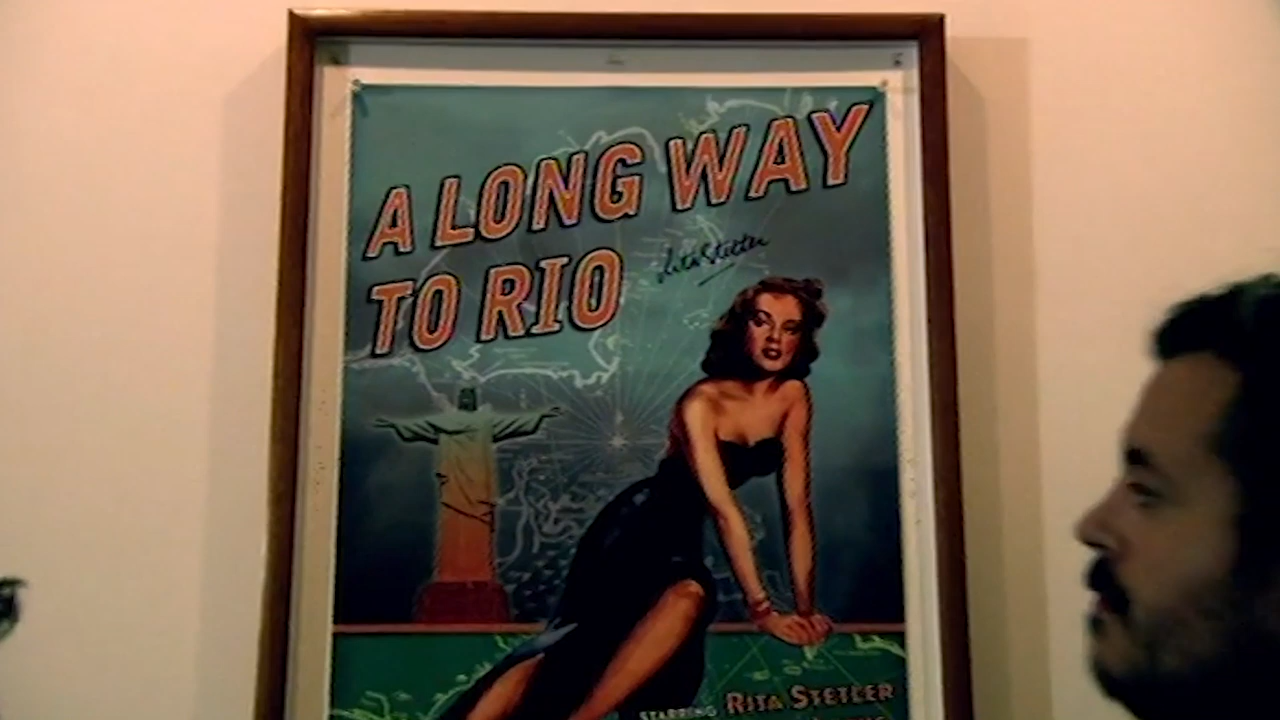 A LONG WAY
TO RIO
Rita Stetler
STARRING RITA STETLER